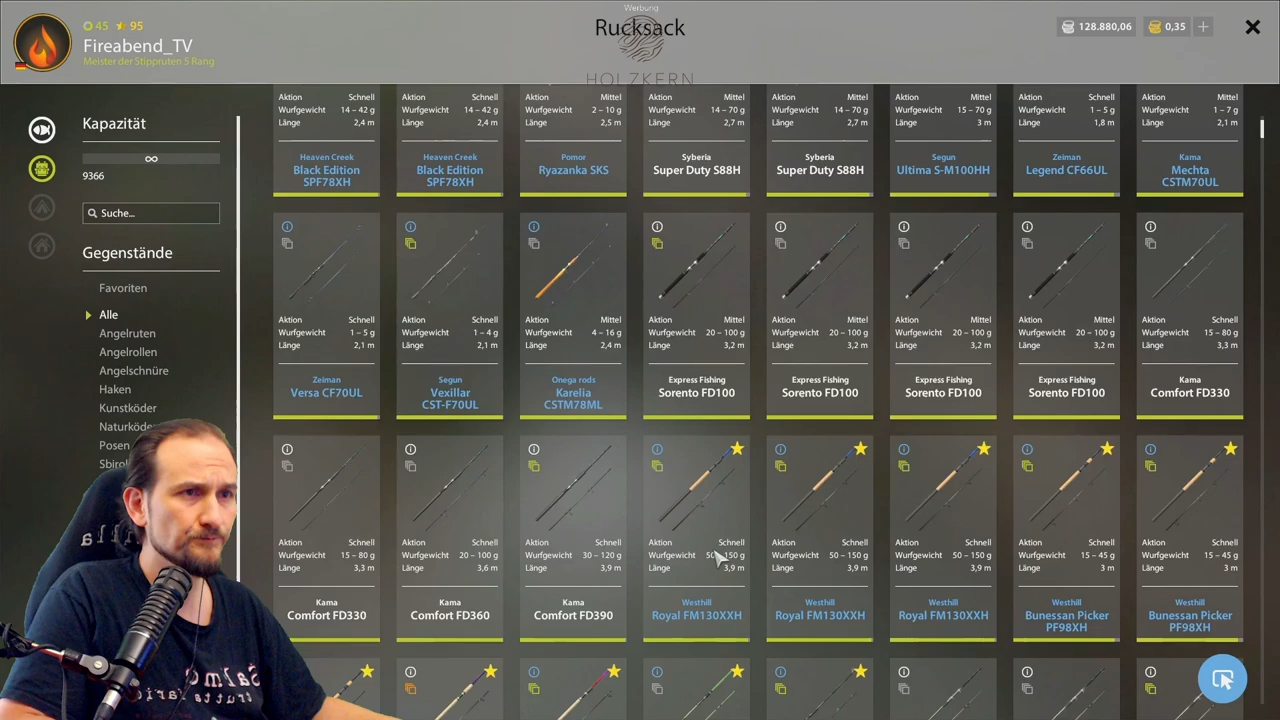 Werbung
Rucksack
HOLZKERN
45 95
Fireabend_TV
Meister der Stippruten 5 Rang
128.880,06
0,35
Kapazität
∞
9366
Suche...
Gegenstände
Favoriten
Alle
Angelruten
Angelrollen
Angelschnüre
Haken
Kunstköder
Naturköde
Posen
Sbiro
Aktion Schnell
Wurfgewicht 14 – 42 g
Länge 2,4 m
Heaven Creek
Black Edition
SPF78XH
Aktion Schnell
Wurfgewicht 14 – 42 g
Länge 2,4 m
Heaven Creek
Black Edition
SPF78XH
Aktion Mittel
Wurfgewicht 2 – 10 g
Länge 2,5 m
Pomor
Ryazanka SKS
Aktion Mittel
Wurfgewicht 14 – 70 g
Länge 2,7 m
Syberia
Super Duty S88H
Aktion Mittel
Wurfgewicht 14 – 70 g
Länge 2,7 m
Syberia
Super Duty S88H
Aktion Mittel
Wurfgewicht 15 – 70 g
Länge 3 m
Segun
Ultima S-M100HH
Aktion Schnell
Wurfgewicht 1 – 5 g
Länge 1,8 m
Zeiman
Legend CF66UL
Aktion Mittel
Wurfgewicht 1 – 7 g
Länge 2,1 m
Kama
Mechta
CSTM70UL
Aktion Schnell
Wurfgewicht 1 – 5 g
Länge 2,1 m
Zeiman
Versa CF70UL
Aktion Schnell
Wurfgewicht 1 – 4 g
Länge 2,1 m
Segun
Vexillar
CST-F70UL
Aktion Mittel
Wurfgewicht 4 – 16 g
Länge 2,4 m
Onega rods
Karelia
CSTM78ML
Aktion Mittel
Wurfgewicht 20 – 100 g
Länge 3,2 m
Express Fishing
Sorento FD100
Aktion Mittel
Wurfgewicht 20 – 100 g
Länge 3,2 m
Express Fishing
Sorento FD100
Aktion Mittel
Wurfgewicht 20 – 100 g
Länge 3,2 m
Express Fishing
Sorento FD100
Aktion Mittel
Wurfgewicht 20 – 100 g
Länge 3,2 m
Express Fishing
Sorento FD100
Aktion Schnell
Wurfgewicht 15 – 80 g
Länge 3,3 m
Kama
Comfort FD330
Aktion Schnell
Wurfgewicht 15 – 80 g
Länge 3,3 m
Kama
Comfort FD330
Aktion Schnell
Wurfgewicht 20 – 100 g
Länge 3,6 m
Kama
Comfort FD360
Aktion Schnell
Wurfgewicht 30 – 120 g
Länge 3,9 m
Kama
Comfort FD390
Aktion Schnell
Wurfgewicht 50 – 150 g
Länge 3,9 m
Westhill
Royal FM130XXH
Aktion Schnell
Wurfgewicht 50 – 150 g
Länge 3,9 m
Westhill
Royal FM130XXH
Aktion Schnell
Wurfgewicht 50 – 150 g
Länge 3,9 m
Westhill
Royal FM130XXH
Aktion Schnell
Wurfgewicht 15 – 45 g
Länge 3 m
Westhill
Bunessan Picker
PF98XH
Aktion Schnell
Wurfgewicht 15 – 45 g
Länge 3 m
Westhill
Bunessan Picker
PF98XH